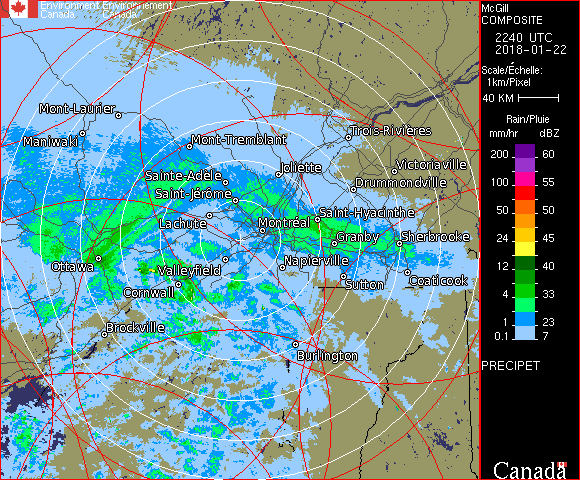 Environment Environnement
Canada Canada
McGill
COMPOSITE
2240 UTC
2018-01-22
Scale/Échelle:
1km/Pixel
40 KM
Rain/Pluie
mm/hr dBZ
200 60
100 55
50 50
24 45
12 40
4 33
1 23
0.1 7
PRECIPET
Canada
Mont-Laurier
Maniwaki
Mont-Tremblant
Trois-Rivières
Joliette
Victoriaville
Sainte-Adèle
Drummondville
Saint-Jérôme
Saint-Hyacinthe
Lachute
Montréal
Granby
Sherbrooke
Ottawa
Valleyfield
Napierville
Cornwall
Sutton
Coaticook
Brockville
Burlington